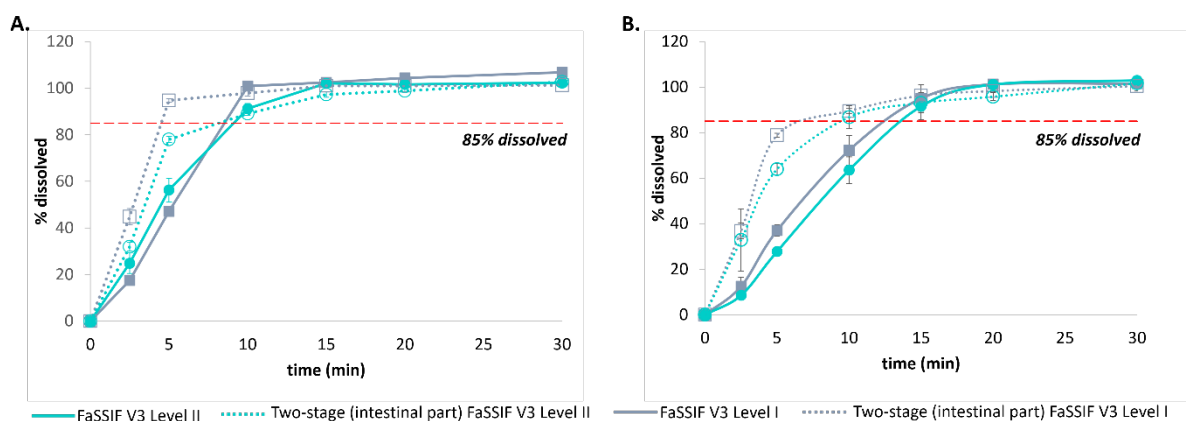 A.
120
100
80
60
40
20
0
% dissolved
85% dissolved
0 5 10 15 20 25 30
time (min)
B.
120
100
80
60
40
20
0
% dissolved
85% dissolved
0 5 10 15 20 25 30
time (min)
FaSSIF V3 Level II Two-stage (intestinal part) FaSSIF V3 Level II FaSSIF V3 Level I Two-stage (intestinal part) FaSSIF V3 Level I